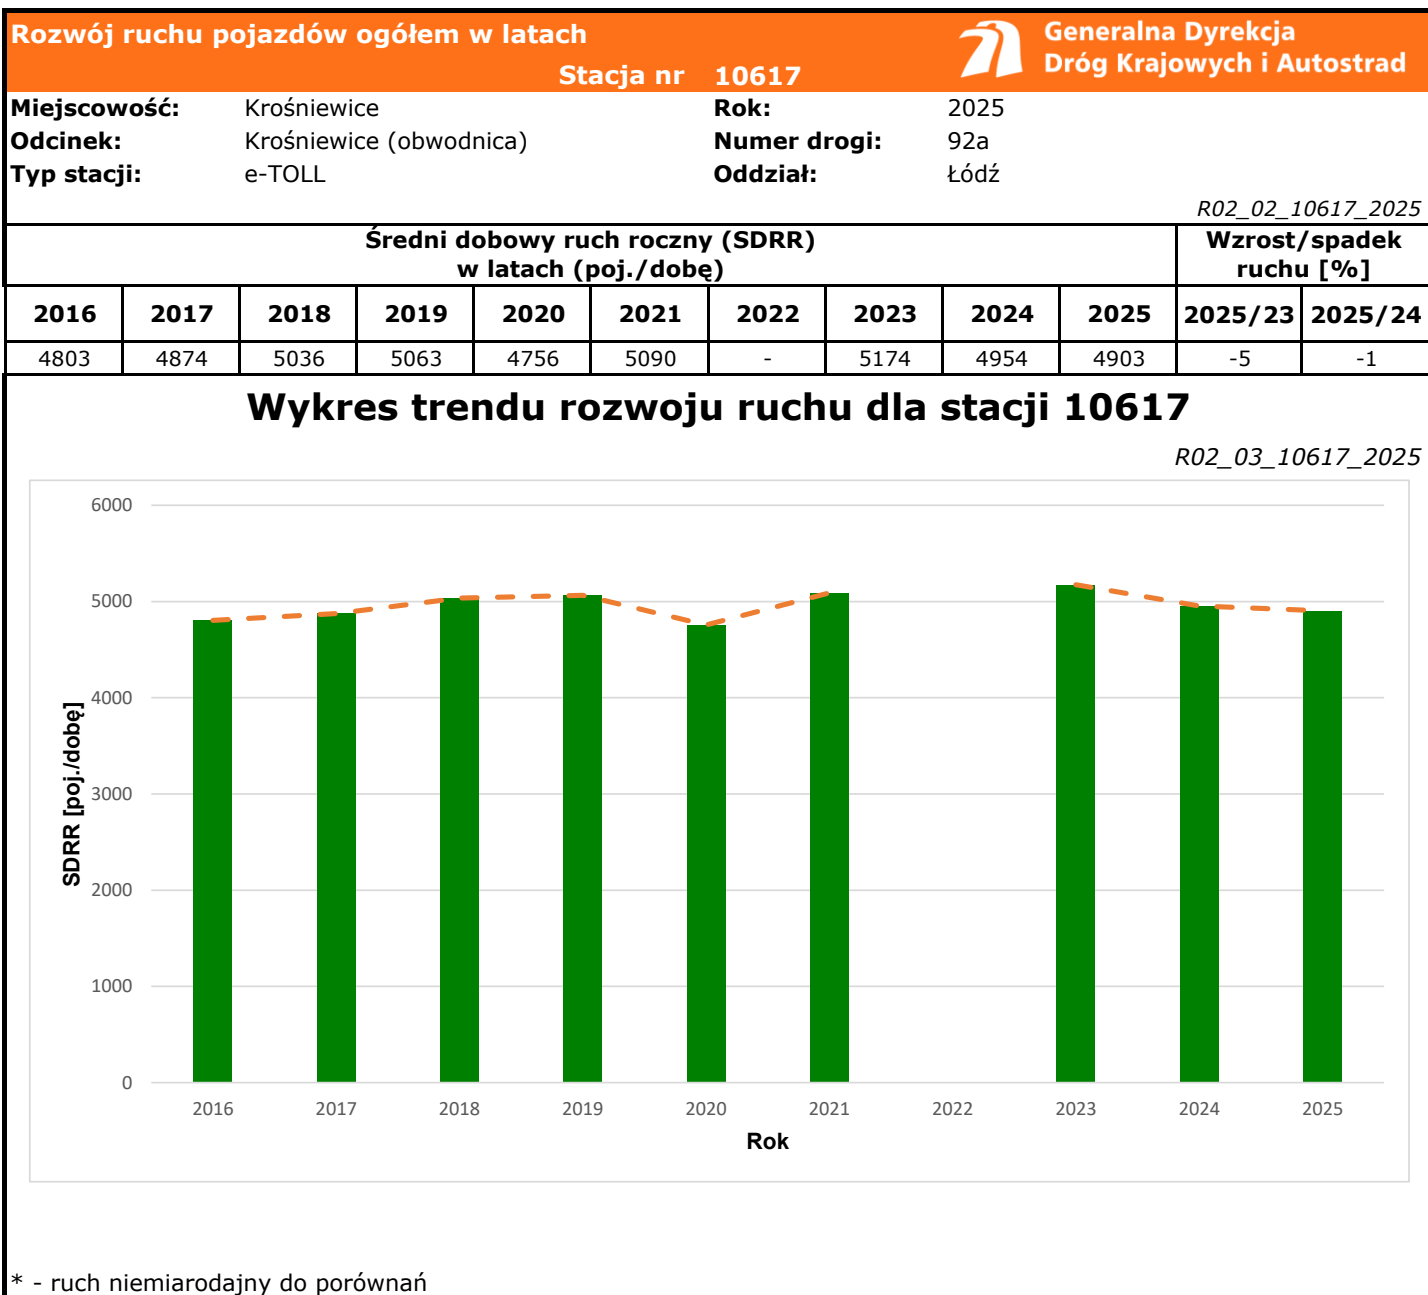 Rozwój ruchu pojazdów ogółem w latach
Stacja nr 10617
Generalna Dyrekcja
Dróg Krajowych i Autostrad
Miejscowość: Krośniewice Rok: 2025
Odcinek: Krośniewice (obwodnica) Numer drogi: 92a
Typ stacji: e-TOLL Oddział: Łódź
R02_02_10617_2025
Średni dobowy ruch roczny (SDRR)
w latach (poj./dobę)
Wzrost/spadek
ruchu [%]
2016 2017 2018 2019 2020 2021 2022 2023 2024 2025 2025/23 2025/24
4803 4874 5036 5063 4756 5090 - 5174 4954 4903 -5 -1
Wykres trendu rozwoju ruchu dla stacji 10617
R02_03_10617_2025
SDRR [poj./dobę]
6000
5000
4000
3000
2000
1000
0
2016 2017 2018 2019 2020 2021 2022 2023 2024 2025
Rok
* - ruch niemiarodajny do porównań